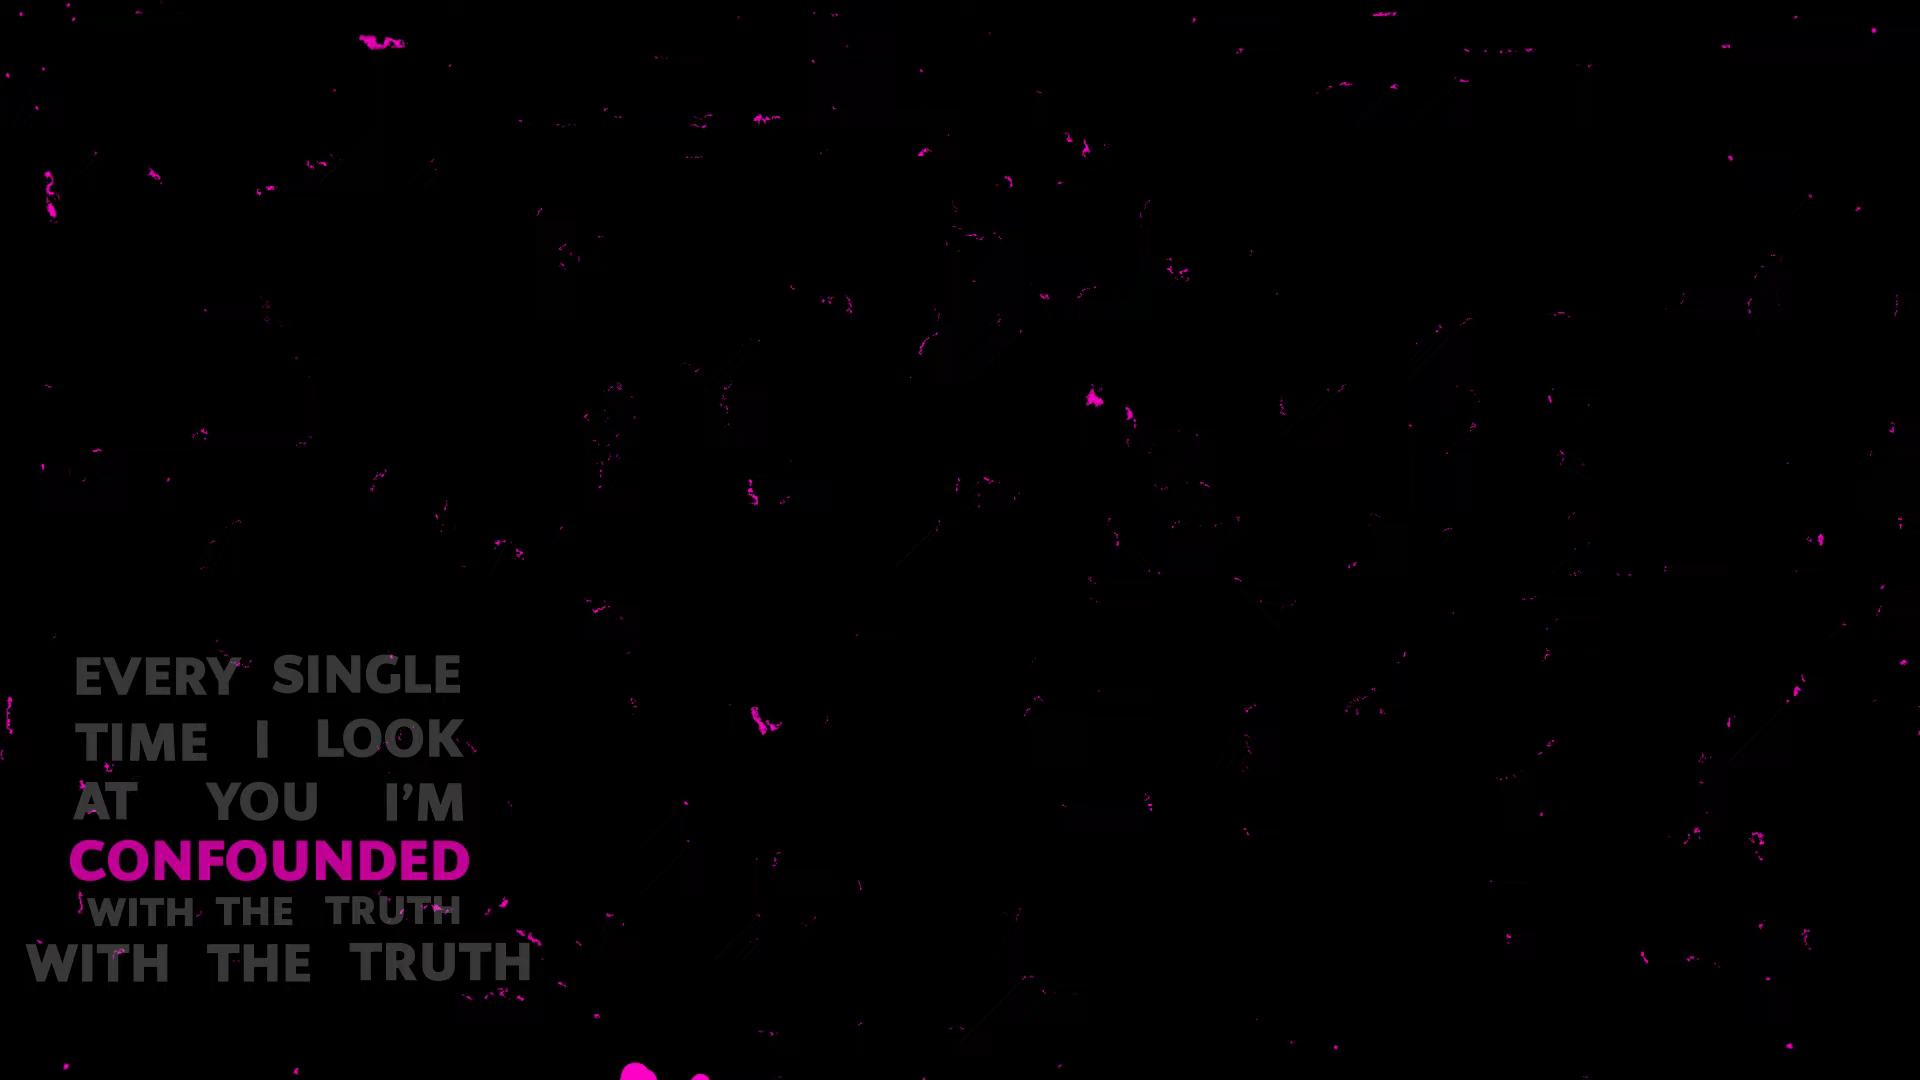 EVERY SINGLE
TIME I LOOK
AT YOU I’M
CONFOUNDED
WITH THE TRUTH
WITH THE TRUTH